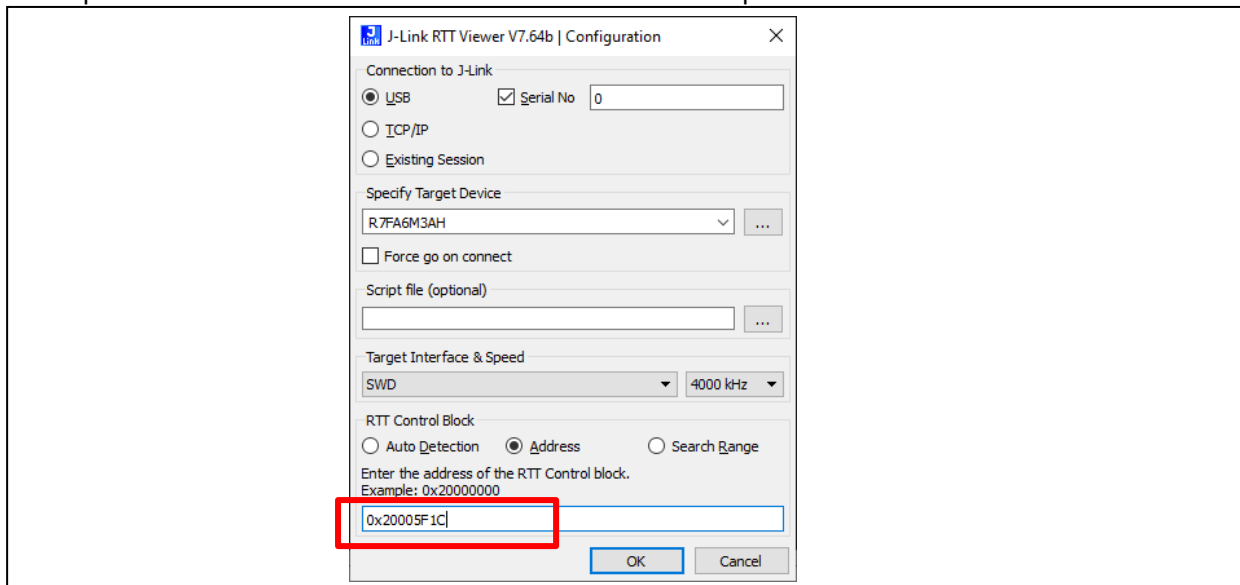 J-Link RTT Viewer V7.64b | Configuration
Connection to J-Link
USB Serial No 0
TCP/IP
Existing Session
Specify Target Device
R7FA6M3AH ...
Force go on connect
Script file (optional)
...
Target Interface & Speed
SWD 4000 kHz
RTT Control Block
Auto Detection Address Search Range
Enter the address of the RTT Control block.
Example: 0x20000000
0x20005F1C
OK Cancel